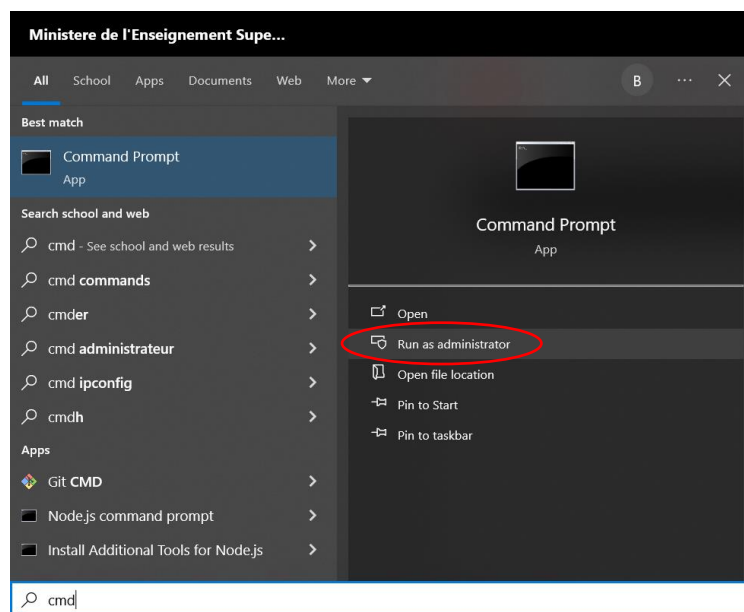 Ministere de l'Enseignement Supe...
All School Apps Documents Web More
B ...
Best match
Command Prompt
App
Search school and web
cmd - See school and web results
cmd commands
cmder
cmd administrateur
cmd ipconfig
cmdh
Apps
Git CMD
Node.js command prompt
Install Additional Tools for Node.js
cmd
Command Prompt
App
Open
Run as administrator
Open file location
Pin to Start
Pin to taskbar